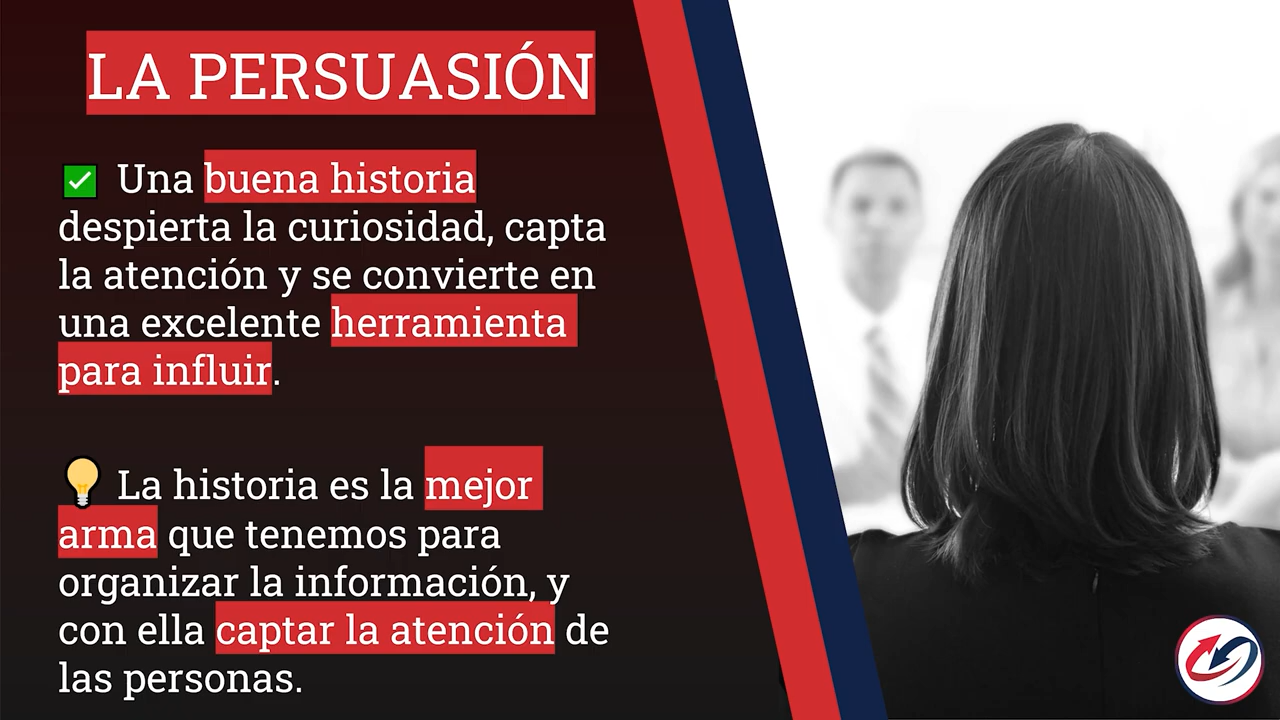 LA PERSUASIÓN
✅ Una buena historia
despierta la curiosidad, capta
la atención y se convierte en
una excelente herramienta
para influir.
💡 La historia es la mejor
arma que tenemos para
organizar la información, y
con ella captar la atención de
las personas.